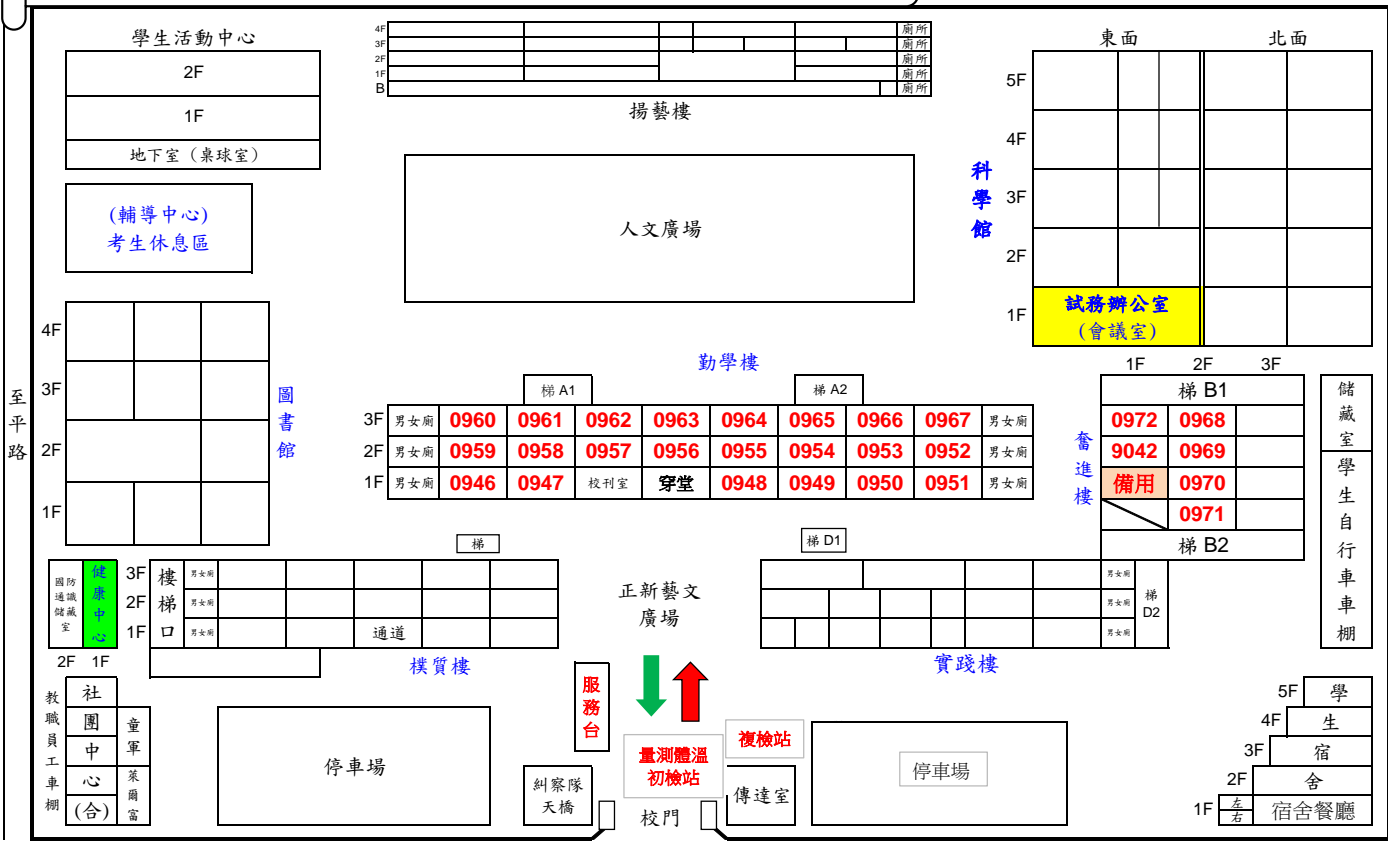 學生活動中心
2F
1F
地下室（桌球室）
4F 廁所
3F 廁所
2F 廁所
1F 廁所
B 廁所
揚藝樓
東面 北面
5F
4F
3F
2F
1F
科學館
試務辦公室
(會議室)
(輔導中心)
考生休息區
人文廣場
至平路
4F
3F
2F
1F
圖書館
勤學樓
梯 A1 梯 A2
3F 男女廁 0960 0961 0962 0963 0964 0965 0966 0967 男女廁
2F 男女廁 0959 0958 0957 0956 0955 0954 0953 0952 男女廁
1F 男女廁 0946 0947 校刊室 穿堂 0948 0949 0950 0951 男女廁
奮進樓
1F 2F 3F
梯 B1
0972 0968
9042 0969
備用 0970
0971
梯 B2
儲藏室
學生自行車車棚
國防
通識
儲藏
室
健康中心
2F 1F
梯
3F 男女廁
2F 男女廁
1F 男女廁 通道
樓梯口
樸質樓
正新藝文
廣場
梯 D1
男女廁
男女廁
男女廁
梯
D2
實踐樓
教職員工車棚
社團中心(合)
童軍
萊爾富
停車場
服務台
糾察隊
天橋
量測體溫
初檢站
複檢站
校門
傳達室
停車場
5F 學
4F 生
3F 宿
2F 舍
1F 左 右 宿舍餐廳